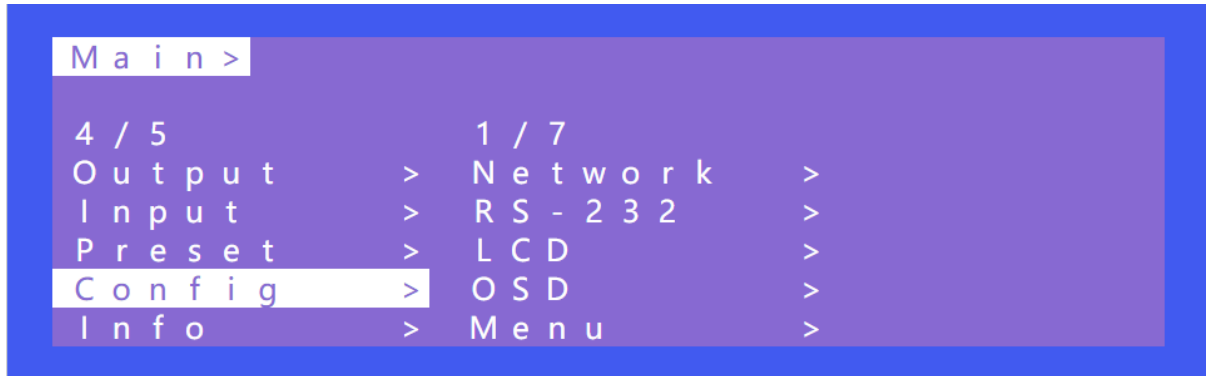 Main>
4/5 1/7
Output > Network >
Input > RS-232 >
Preset > LCD >
Config > OSD >
Info > Menu >